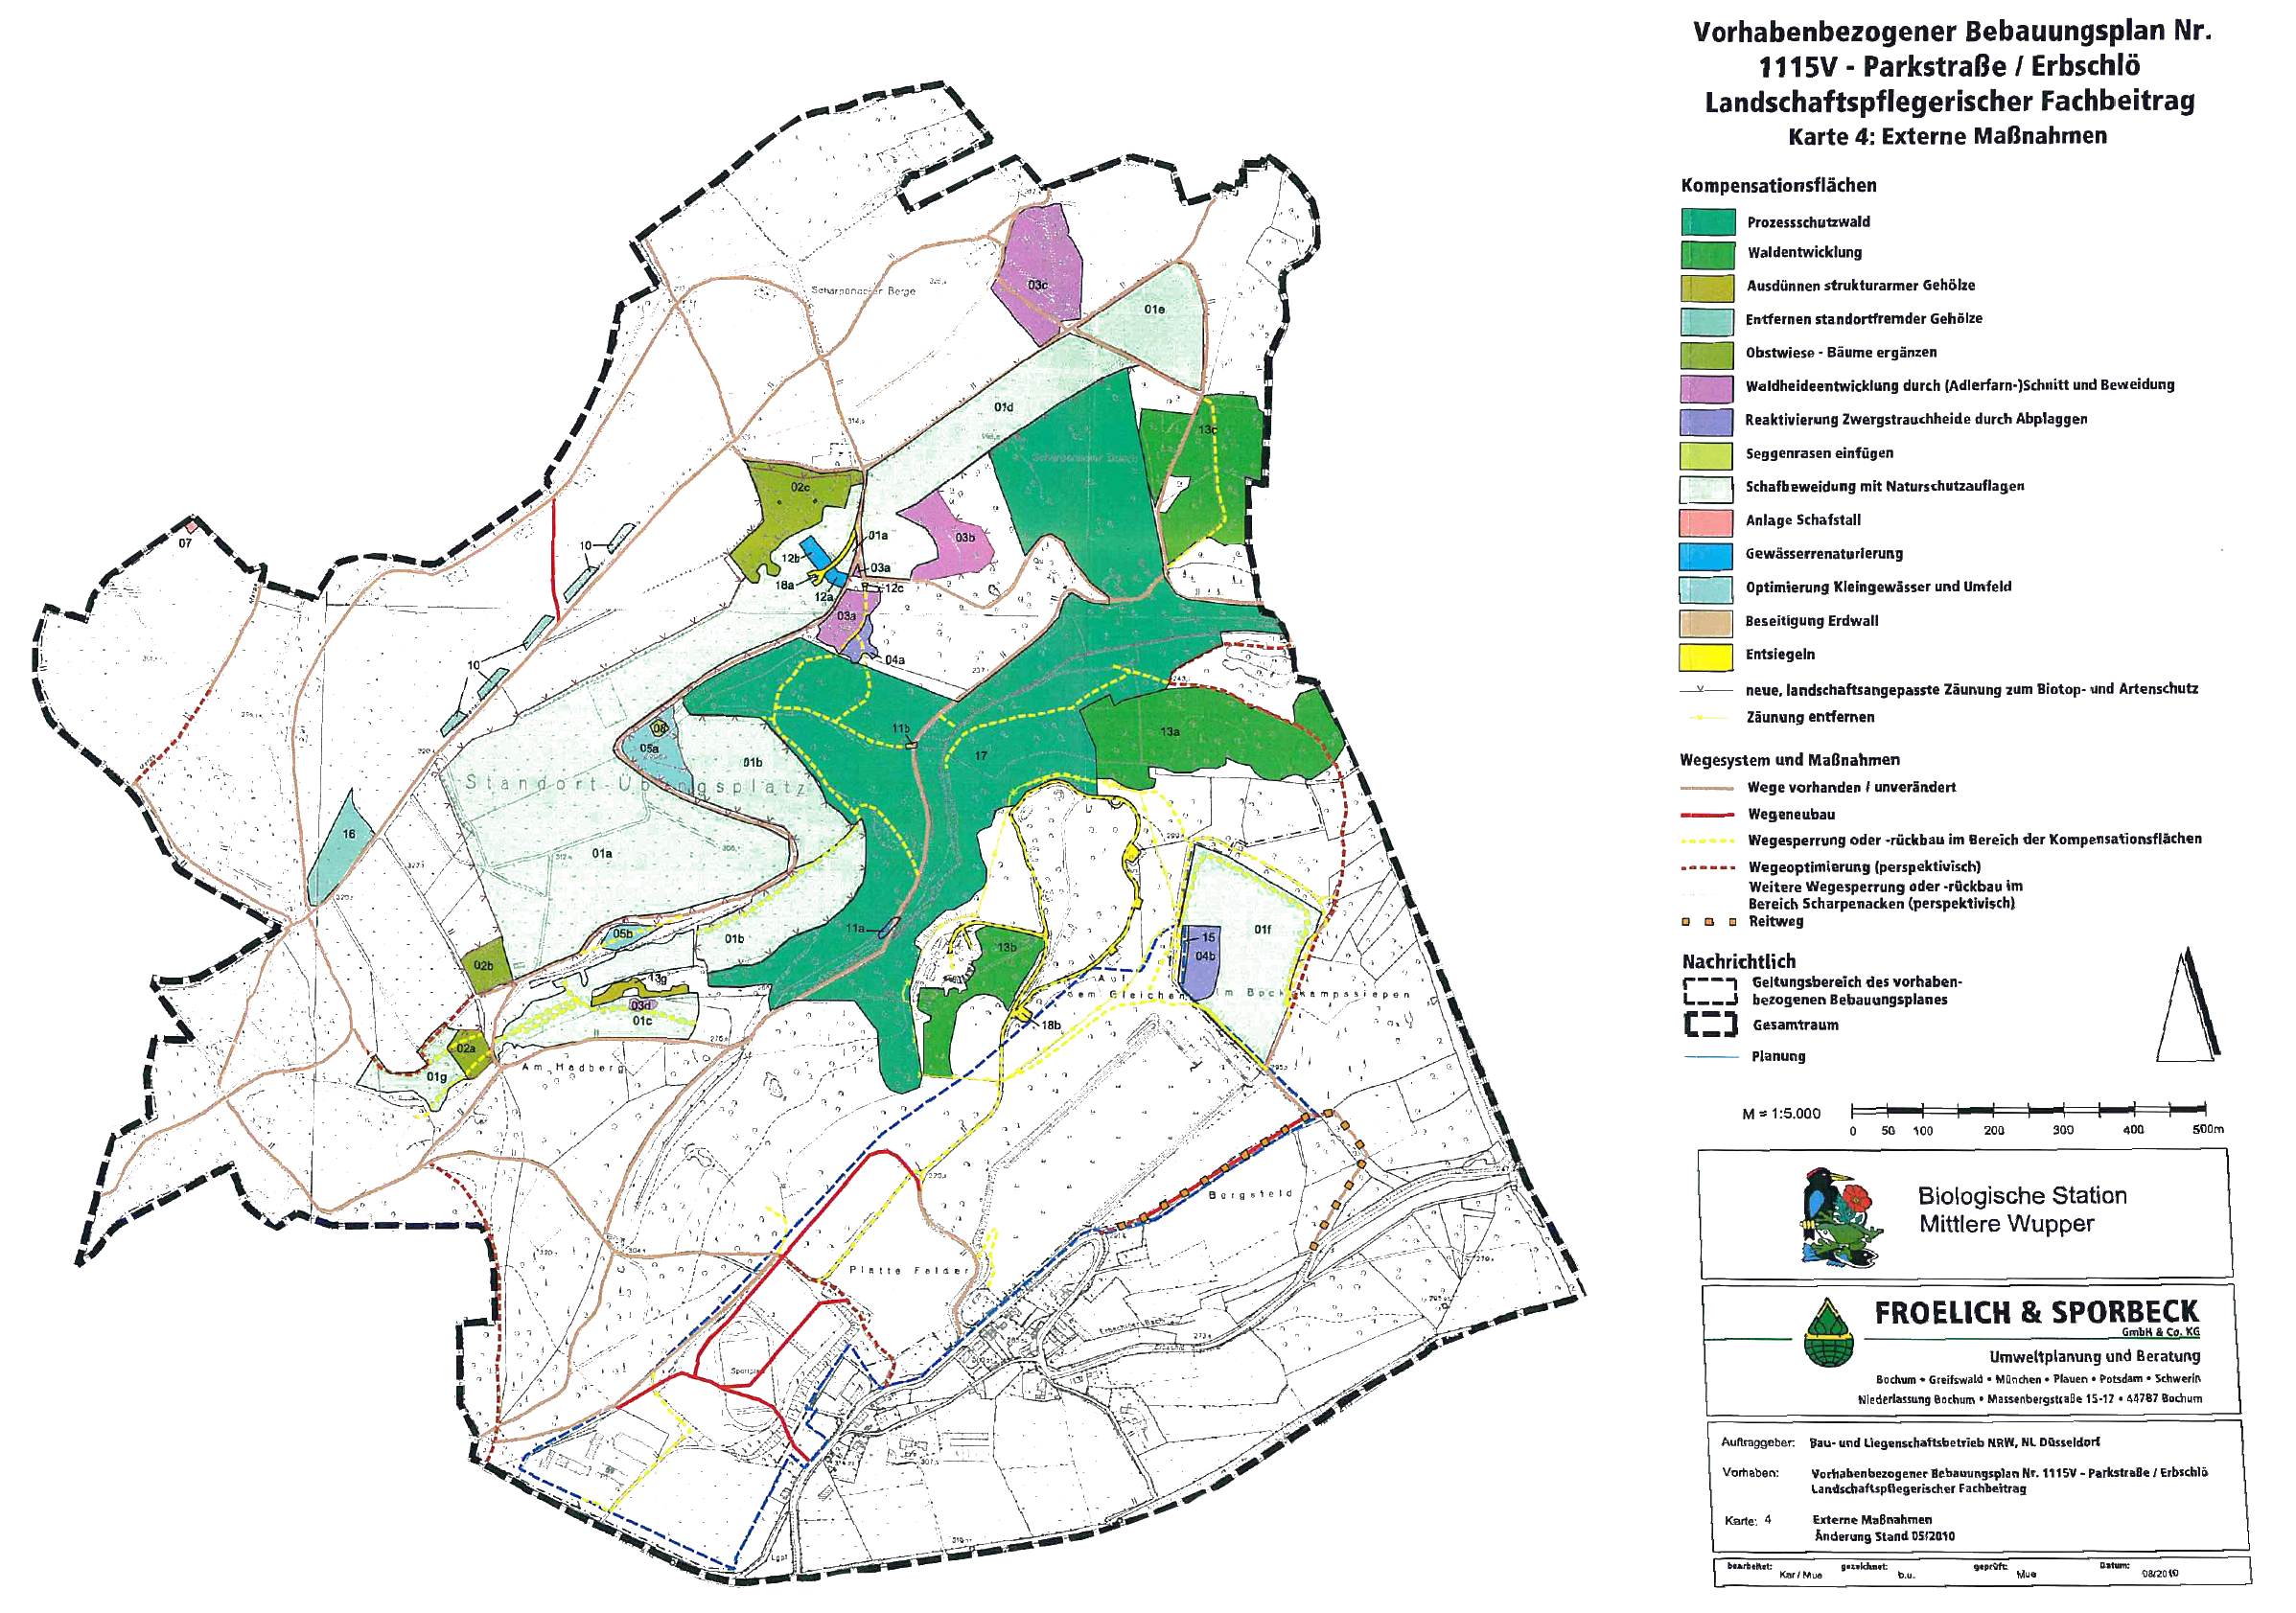 Vorhabenbezogener Bebauungsplan Nr.
1115V - Parkstraße / Erbschlö
Landschaftspflegerischer Fachbeitrag
Karte 4: Externe Maßnahmen
Kompensationsflächen
Prozessschutzwald
Waldentwicklung
Ausdünnen strukturarmer Gehölze
Entfernen standortfremder Gehölze
Obstwiese - Bäume ergänzen
Waldheideentwicklung durch (Adlerfarn-)Schnitt und Beweidung
Reaktivierung Zwergstrauchheide durch Abplaggen
Seggenrasen einfügen
Schafbeweidung mit Naturschutzauflagen
Anlage Schafstall
Gewässerrenaturierung
Optimierung Kleingewässer und Umfeld
Beseitigung Erdwall
Entsiegeln
neue, landschaftsangepasste Zäunung zum Biotop- und Artenschutz
Zäunung entfernen
Wegesystem und Maßnahmen
Wege vorhanden / unverändert
Wegeneubau
Wegesperrung oder -rückbau im Bereich der Kompensationsflächen
Wegeoptimierung (perspektivisch)
Weitere Wegesperrung oder -rückbau im
Bereich Scharpenacken (perspektivisch)
Reitweg
Nachrichtlich
Geltungsbereich des vorhaben-
bezogenen Bebauungsplanes
Gesamtraum
Planung
M = 1:5.000
0 50 100 200 300 400 500m
Biologische Station
Mittlere Wupper
FROELICH & SPORBECK
GmbH & Co. KG
Umweltplanung und Beratung
Bochum • Greifswald • München • Plauen • Potsdam • Schwerin
Niederlassung Bochum • Massenbergstraße 15-17 • 44787 Bochum
Auftraggeber: Bau- und Liegenschaftsbetrieb NRW, NL Düsseldorf
Vorhaben: Vorhabenbezogener Bebauungsplan Nr. 1115V - Parkstraße / Erbschlö
Landschaftspflegerischer Fachbeitrag
Karte: 4 Externe Maßnahmen
Änderung Stand 05/2010
bearbeitet: Kar / Mue gezeichnet: b.u. geprüft: Mue Datum: 08/2010
Scharpenacker Berge
03c
01e
01d
13c
02c
07
10
01a
03b
12b
03a
18a
12a
12c
03a
04a
10
08
05a
11b
13a
17
01b
Standort-Übungsplatz
16
01a
11a
01f
15
05b
01b
13b
04b
02b
13g
03d
01c
Auf
dem Gleichen
Im Bockskampssiepen
18b
02a
01g
Am Hedberg
Bergsfeld
Platte Felder
Sportplatz